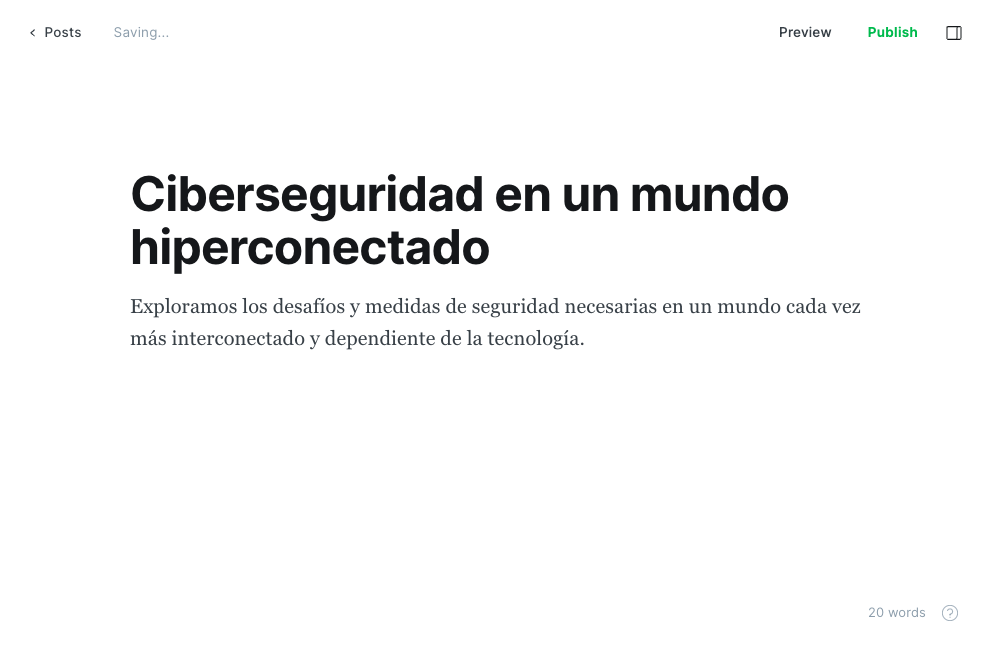 Posts
Saving...
Preview
Publish
Ciberseguridad en un mundo
hiperconectado
Exploramos los desafíos y medidas de seguridad necesarias en un mundo cada vez
más interconectado y dependiente de la tecnología.
20 words
?